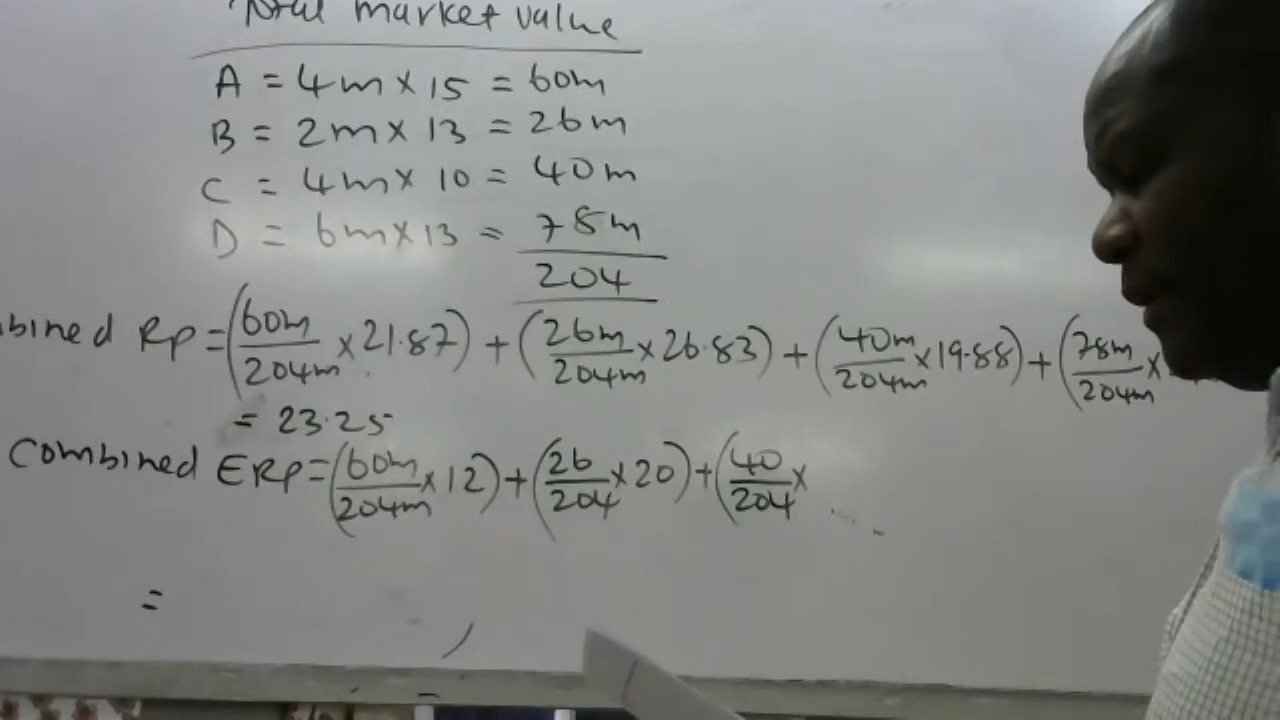 Total market value
A = 4m x 15 = 60m
B = 2m x 13 = 26m
C = 4m x 10 = 40m
D = 6m x 13 = 78m
204
Rp = (60m/204m x 21.87) + (26m/204m x 26.83) + (40m/204m x 19.88) + (78m/204m x
= 23.25
Combined ERp = (60m/204m x 12) + (26/204 x 20) + (40/204 x
=